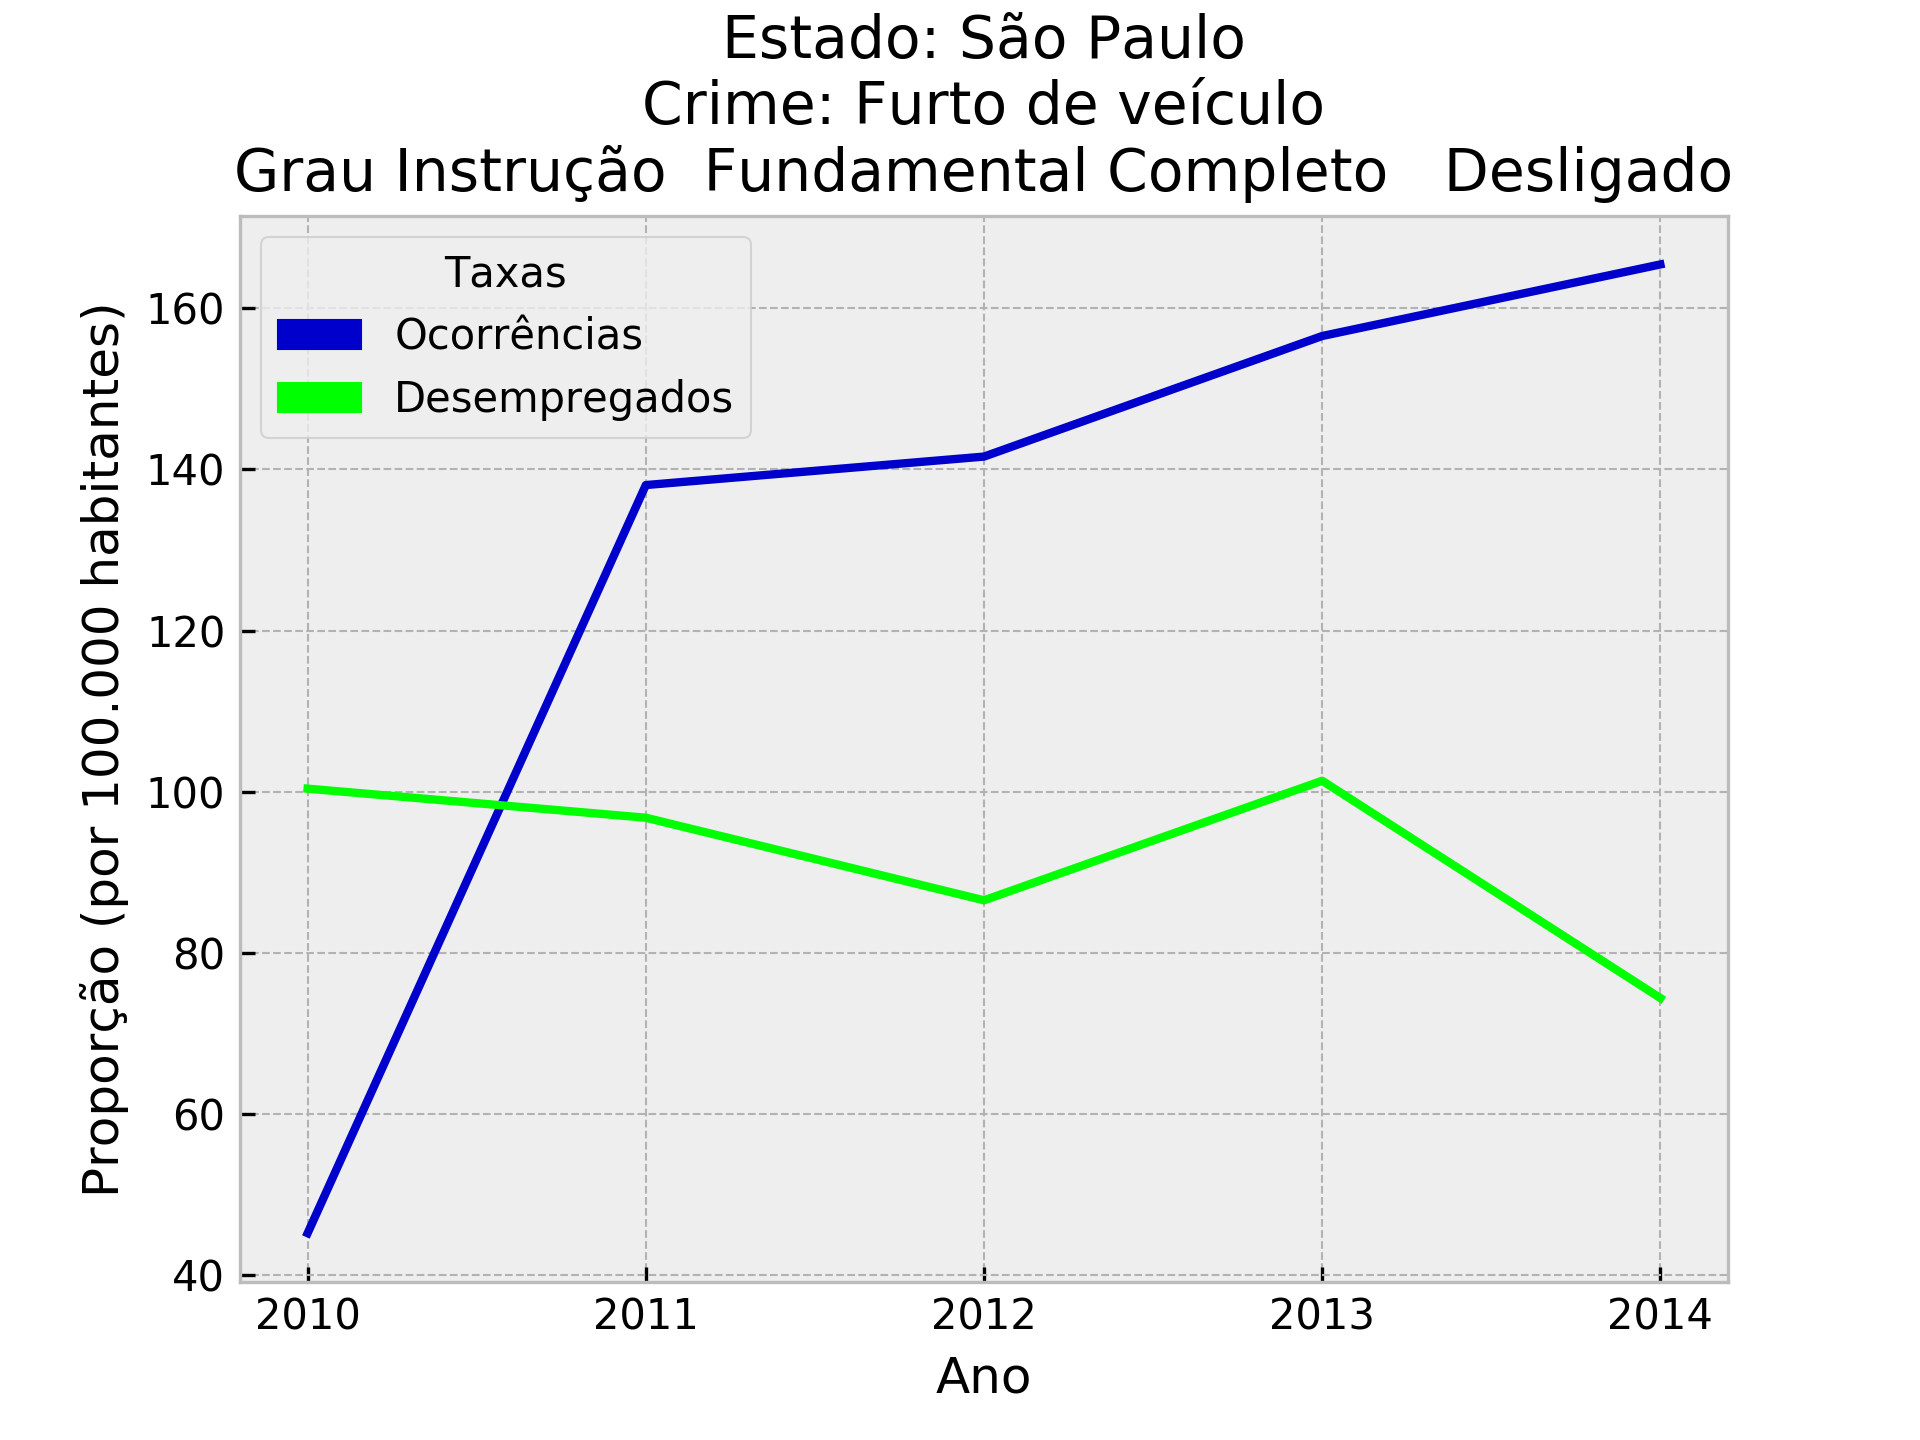 Estado: São Paulo
Crime: Furto de veículo
Grau Instrução  Fundamental Completo   Desligado
Taxas
Ocorrências
Desempregados
Proporção (por 100.000 habitantes)
160
140
120
100
80
60
40
2010 2011 2012 2013 2014
Ano